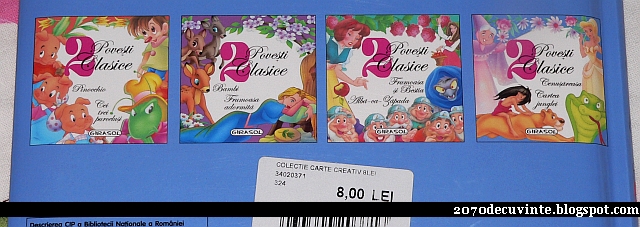 2 Povești
Clasice
Pinocchio
Cei
trei
purceluși
GIRASOL
2 Povești
Clasice
Bambi
Frumoasa
adormită
GIRASOL
2 Povești
Clasice
Frumoasa
și Bestia
Alba-ca-Zăpada
GIRASOL
2 Povești
Clasice
Cenușăreasa
Cartea
junglei
GIRASOL
COLECTIE CARTE CREATIV 8LEI
34020371
324
8,00 LEI
Descrierea CIP a Bibliotecii Naționale a României
2070decuvinte.blogspot.com